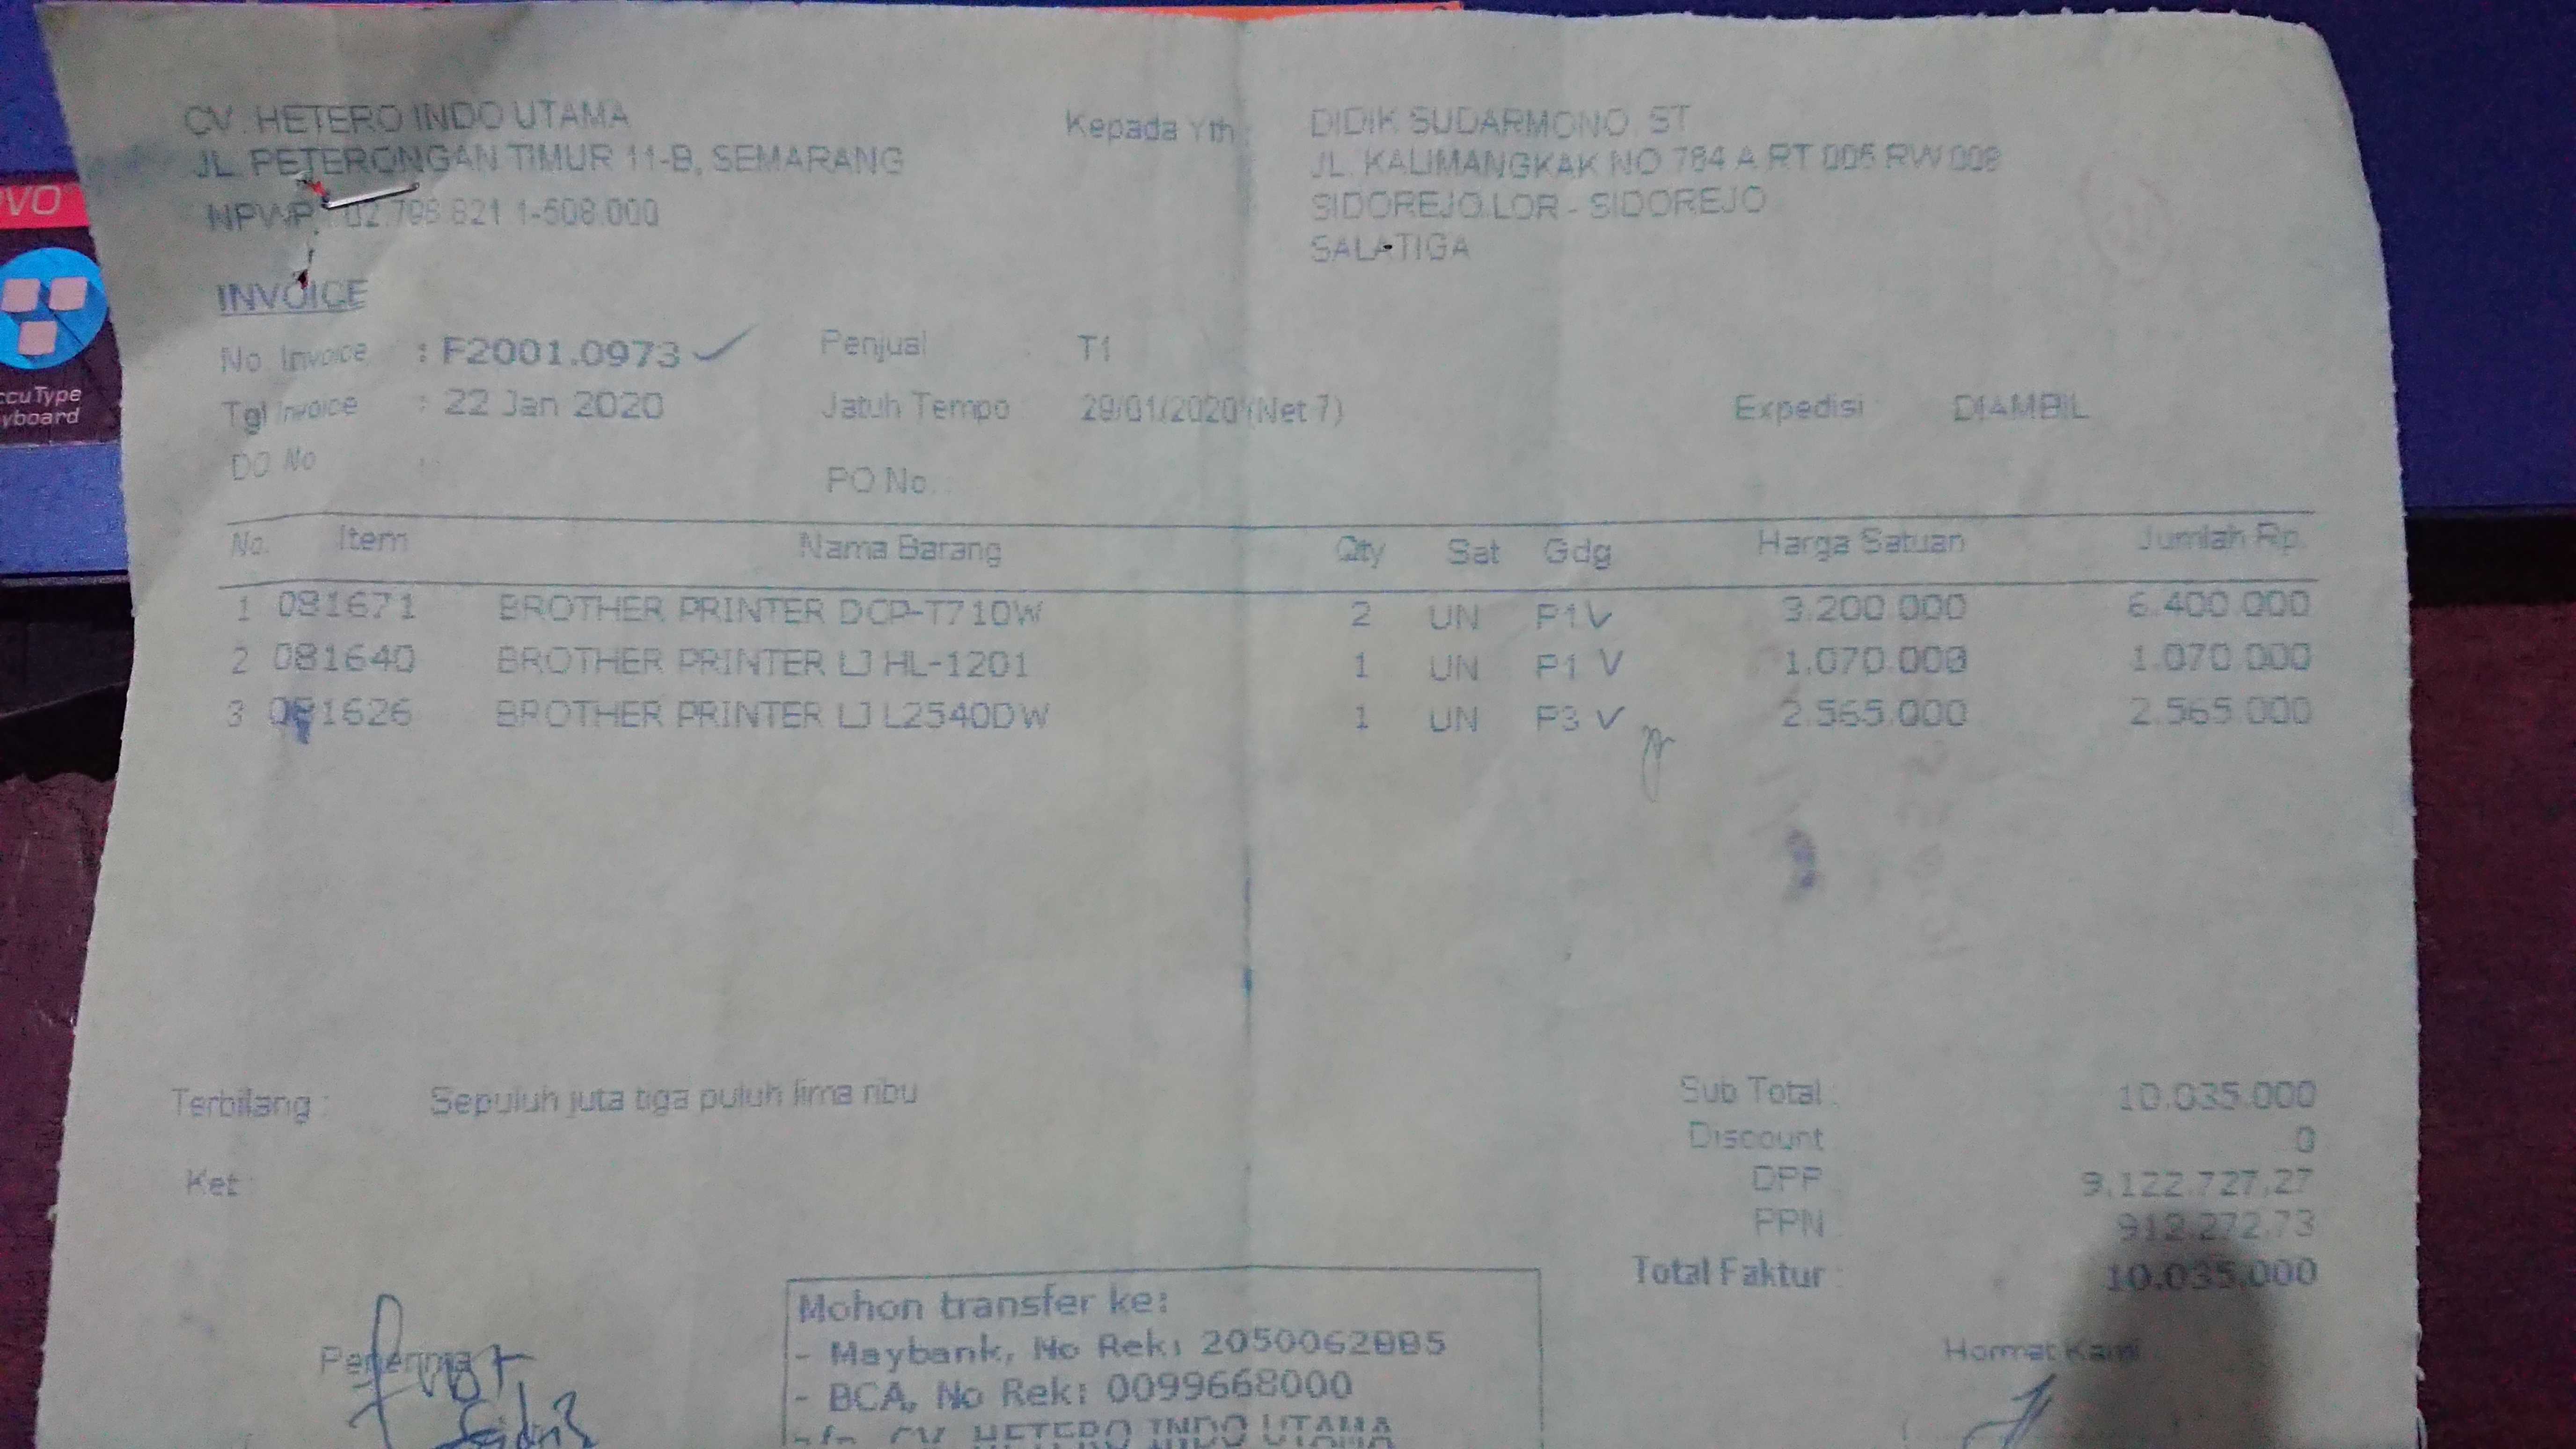 CV. HETERO INDO UTAMA
JL. PETERONGAN TIMUR 11-B, SEMARANG
NPWP : 02.796.821.1-508.000
Kepada Yth :
DIDIK SUDARMONO, ST
JL. KALIMANGKAK NO 784 A RT 005 RW 009
SIDOREJO LOR - SIDOREJO
SALATIGA
INVOICE
No. Invoice : F2001.0973
Penjual : T1
Tgl Invoice : 22 Jan 2020
Jatuh Tempo : 29/01/2020 (Net 7)
Expedisi : DIAMBIL
DO No :
PO No.
No. Item Nama Barang Qty Sat Gdg Harga Satuan Jumlah Rp.
1 081671 BROTHER PRINTER DCP-T710W 2 UN P1 V 3.200.000 6.400.000
2 081640 BROTHER PRINTER LJ HL-1201 1 UN P1 V 1.070.000 1.070.000
3 081626 BROTHER PRINTER LJ L2540DW 1 UN P3 V 2.565.000 2.565.000
Terbilang : Sepuluh juta tiga puluh lima ribu
Ket :
Sub Total : 10.035.000
Discount 0
DPP 9.122.727,27
PPN 912.272,73
Total Faktur : 10.035.000
Penerima
Mohon transfer ke:
- Maybank, No Rek: 2050062885
- BCA, No Rek: 0099668000
a/n. CV. HETERO INDO UTAMA
Hormat Kami
ccuType
yboard